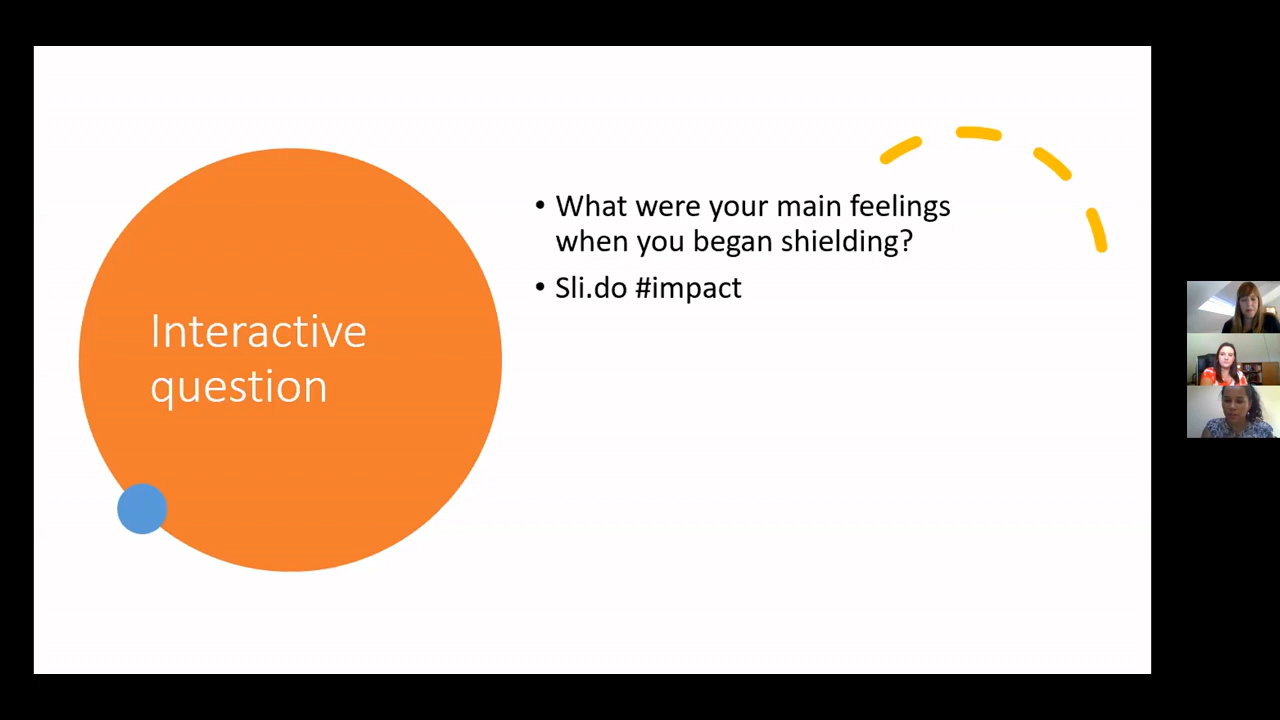 Interactive
question
• What were your main feelings
when you began shielding?
• Sli.do #impact